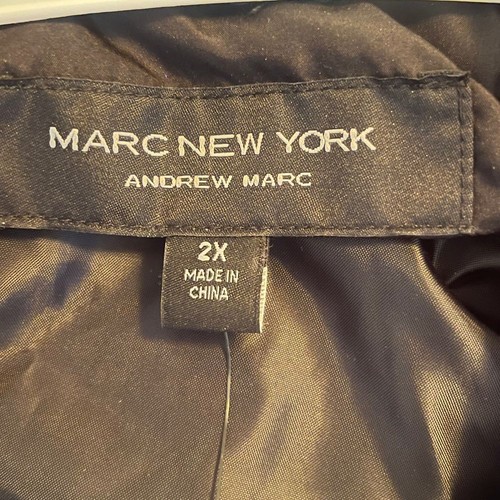 MARC NEW YORK
ANDREW MARC
2X
MADE IN
CHINA